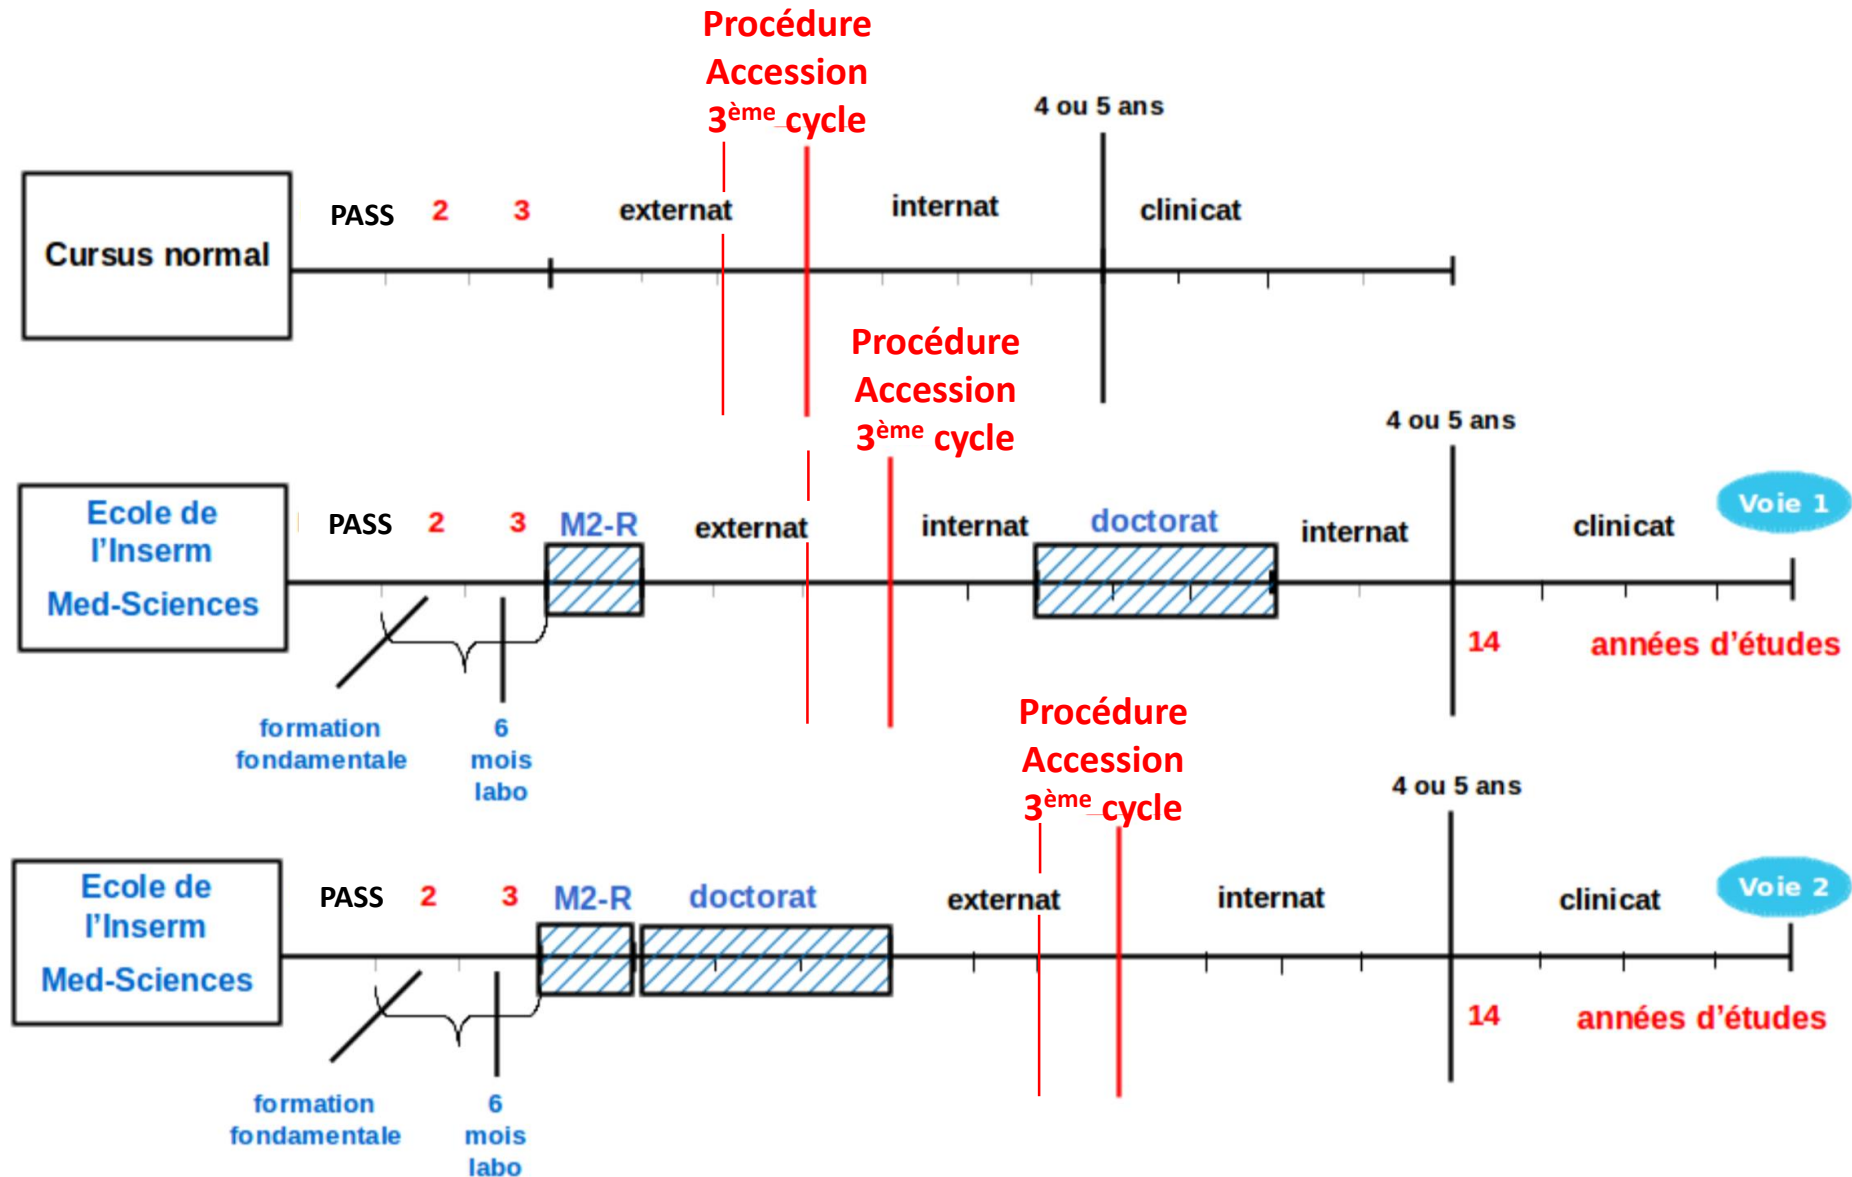 Procédure
Accession
3ème cycle
4 ou 5 ans
PASS 2 3 externat internat clinicat
Cursus normal
Procédure
Accession
3ème cycle
4 ou 5 ans
Voie 1
Ecole de
l'Inserm
Med-Sciences
PASS 2 3 M2-R externat internat doctorat internat clinicat
14 années d'études
formation
fondamentale
6
mois
labo
Procédure
Accession
3ème cycle
4 ou 5 ans
Voie 2
Ecole de
l'Inserm
Med-Sciences
PASS 2 3 M2-R doctorat externat internat clinicat
14 années d'études
formation
fondamentale
6
mois
labo